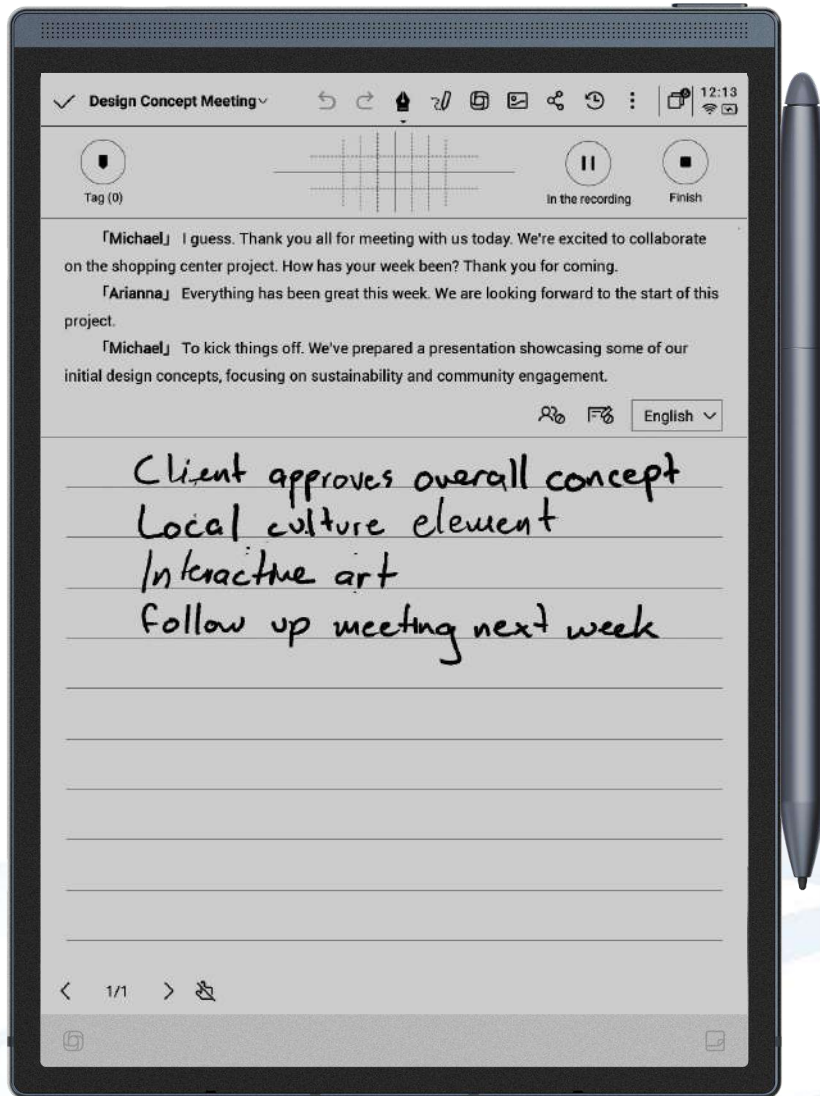 Design Concept Meeting
12:13
Tag (0)
In the recording
Finish
「Michael」 I guess. Thank you all for meeting with us today. We're excited to collaborate
on the shopping center project. How has your week been? Thank you for coming.
「Arianna」 Everything has been great this week. We are looking forward to the start of this
project.
「Michael」 To kick things off. We've prepared a presentation showcasing some of our
initial design concepts, focusing on sustainability and community engagement.
English
Client approves overall concept
Local culture element
Interactive art
Follow up meeting next week
1/1